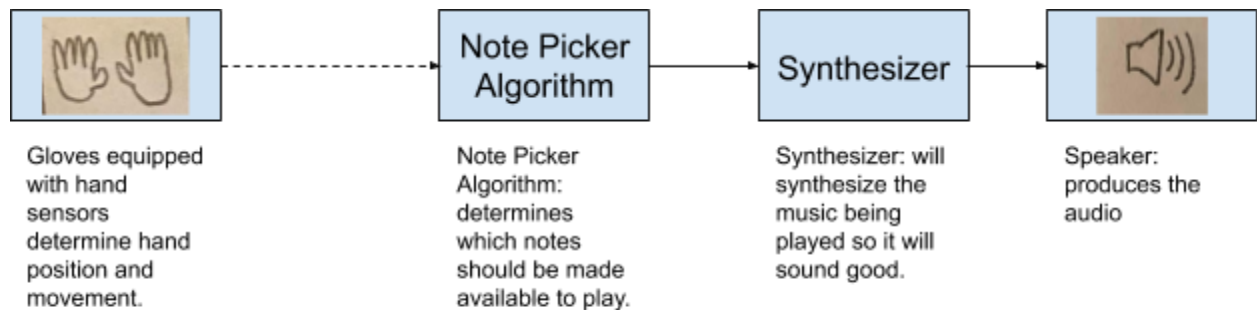 Note Picker
Algorithm
Synthesizer
Gloves equipped
with hand
sensors
determine hand
position and
movement.
Note Picker
Algorithm:
determines
which notes
should be made
available to play.
Synthesizer: will
synthesize the
music being
played so it will
sound good.
Speaker:
produces the
audio